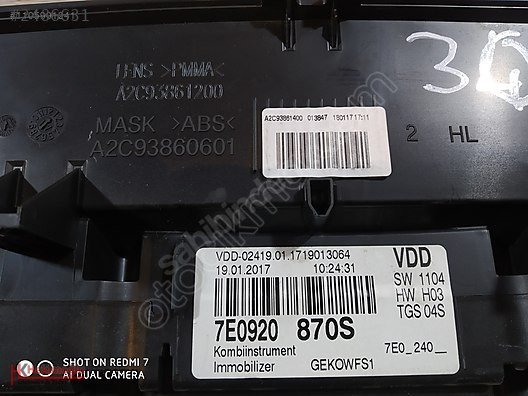 LENS >PMMA<
A2C93861200
MASK >ABS<
A2C93860601
A2C93861400 013847
3Q
2 HL
VDD-02419.01.1719013064
19.01.2017 10:24:31
VDD
SW 1104
HW H03
TGS 04S
7E0920 870S
Kombiinstrument
7E0_240__
Immobilizer GEKOWFS1
SHOT ON REDMI 7
AI DUAL CAMERA